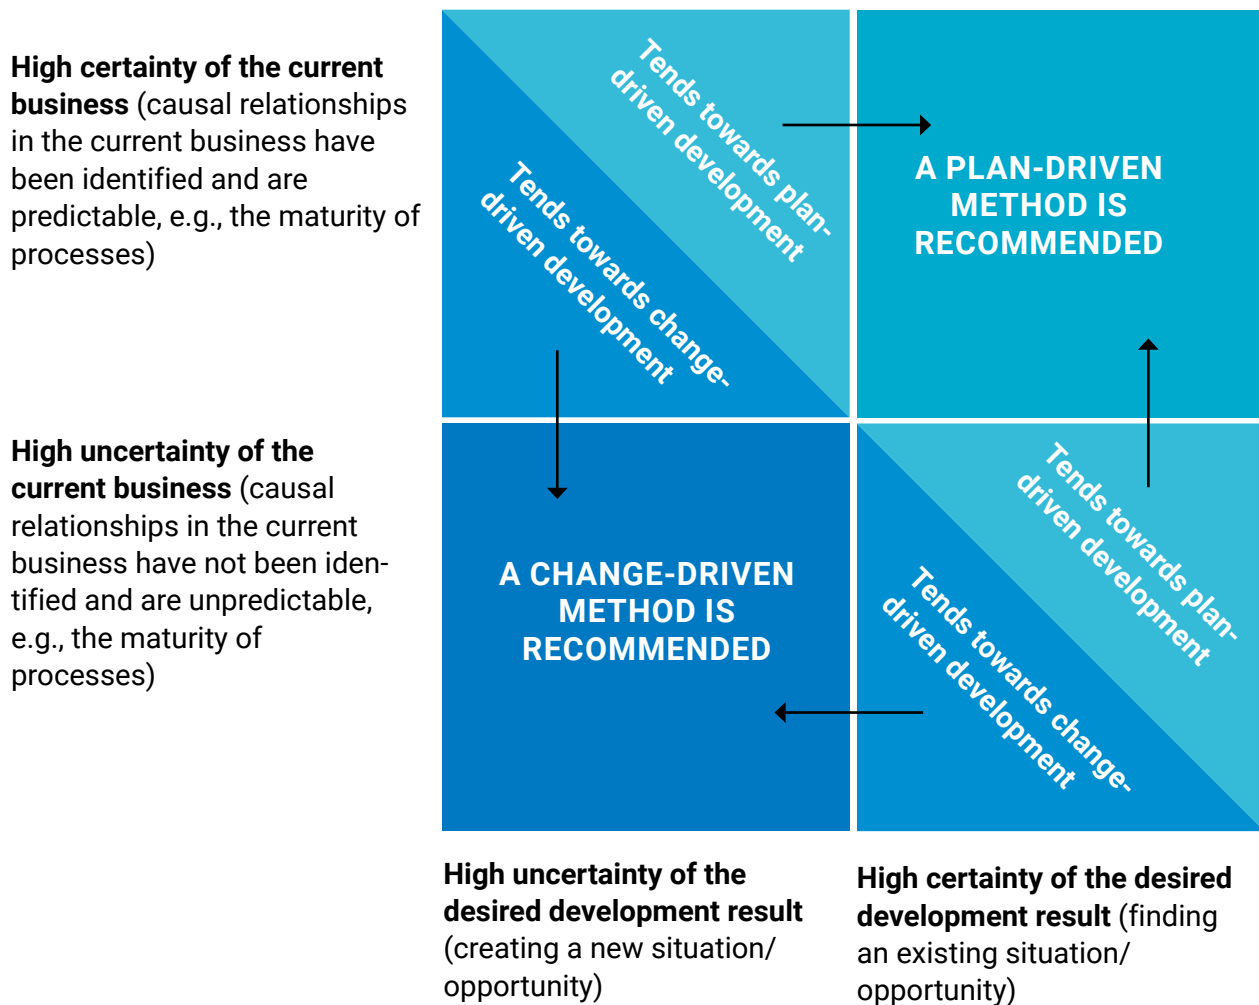 High certainty of the current
business (causal relationships
in the current business have
been identified and are
predictable, e.g., the maturity of
processes)
Tends towards plan-
driven development
Tends towards change-
driven development
A PLAN-DRIVEN
METHOD IS
RECOMMENDED
High uncertainty of the
current business (causal
relationships in the current
business have not been iden-
tified and are unpredictable,
e.g., the maturity of
processes)
A CHANGE-DRIVEN
METHOD IS
RECOMMENDED
Tends towards plan-
driven development
Tends towards change-
driven development
High uncertainty of the
desired development result
(creating a new situation/
opportunity)
High certainty of the desired
development result (finding
an existing situation/
opportunity)